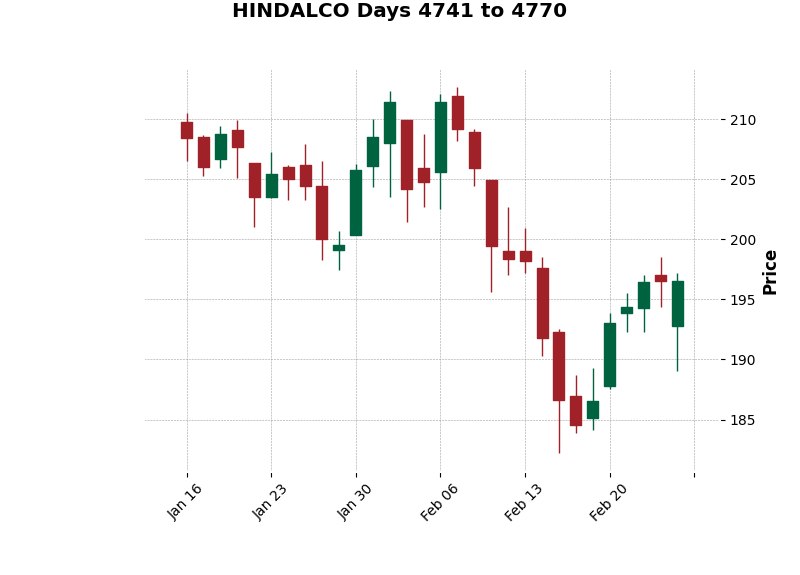 HINDALCO Days 4741 to 4770
210
205
200
195
190
185
Price
Jan 16
Jan 23
Jan 30
Feb 06
Feb 13
Feb 20